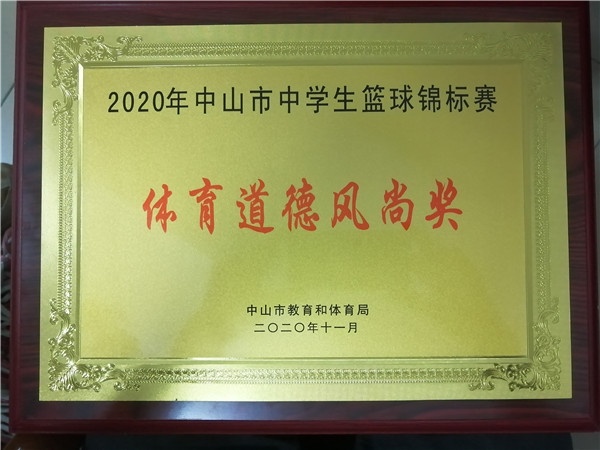 2020年中山市中学生篮球锦标赛
体育道德风尚奖
中山市教育和体育局
二〇二〇年十一月